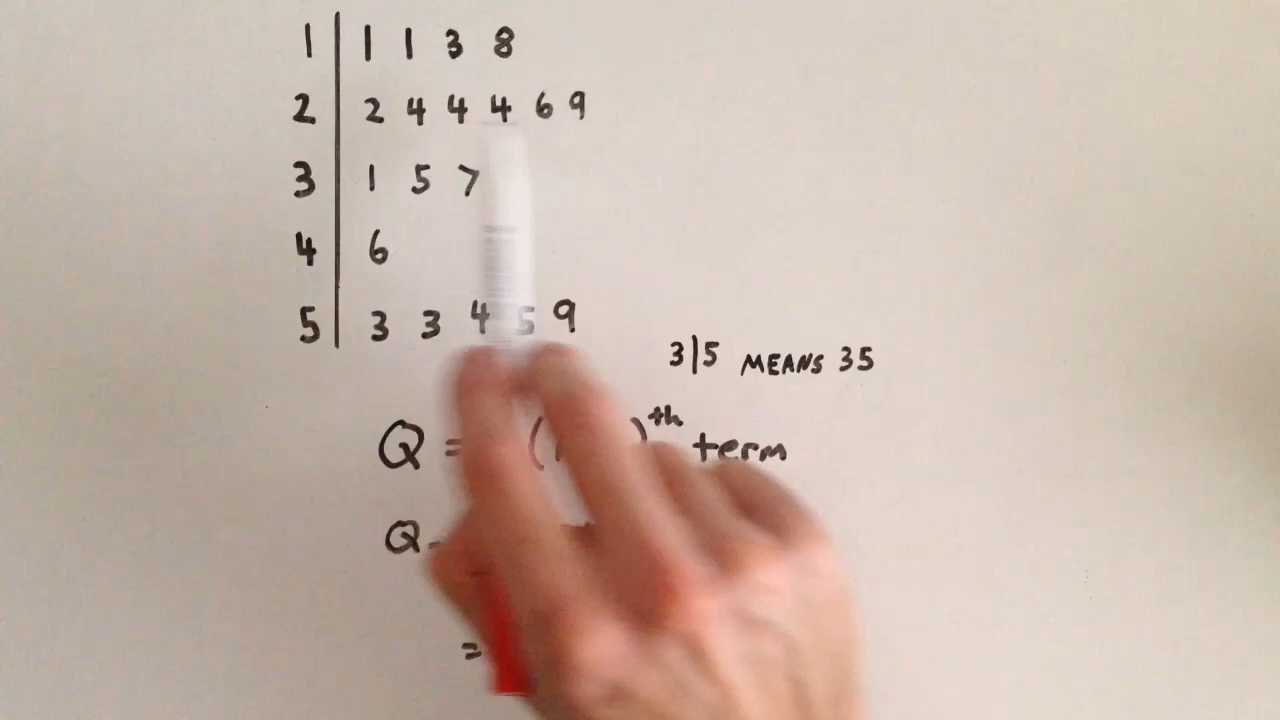 1 | 1 1 3 8
2 | 2 4 4 4 6 9
3 | 1 5 7
4 | 6
5 | 3 3 4 5 9
3|5 MEANS 35
Q = ( )th term
Q
=